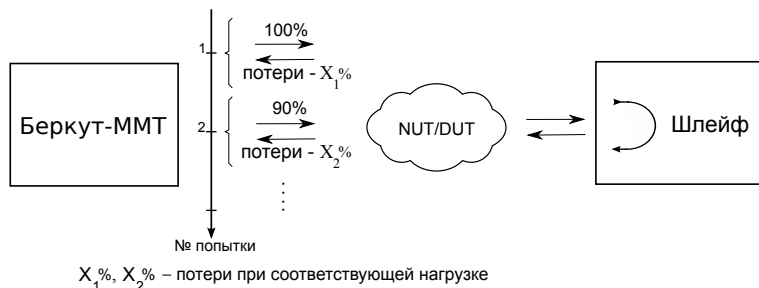 100%
1
потери - X₁%
90%
Беркут-ММТ
2
NUT/DUT
Шлейф
потери - X₂%
№ попытки
X₁%, X₂% – потери при соответствующей нагрузке